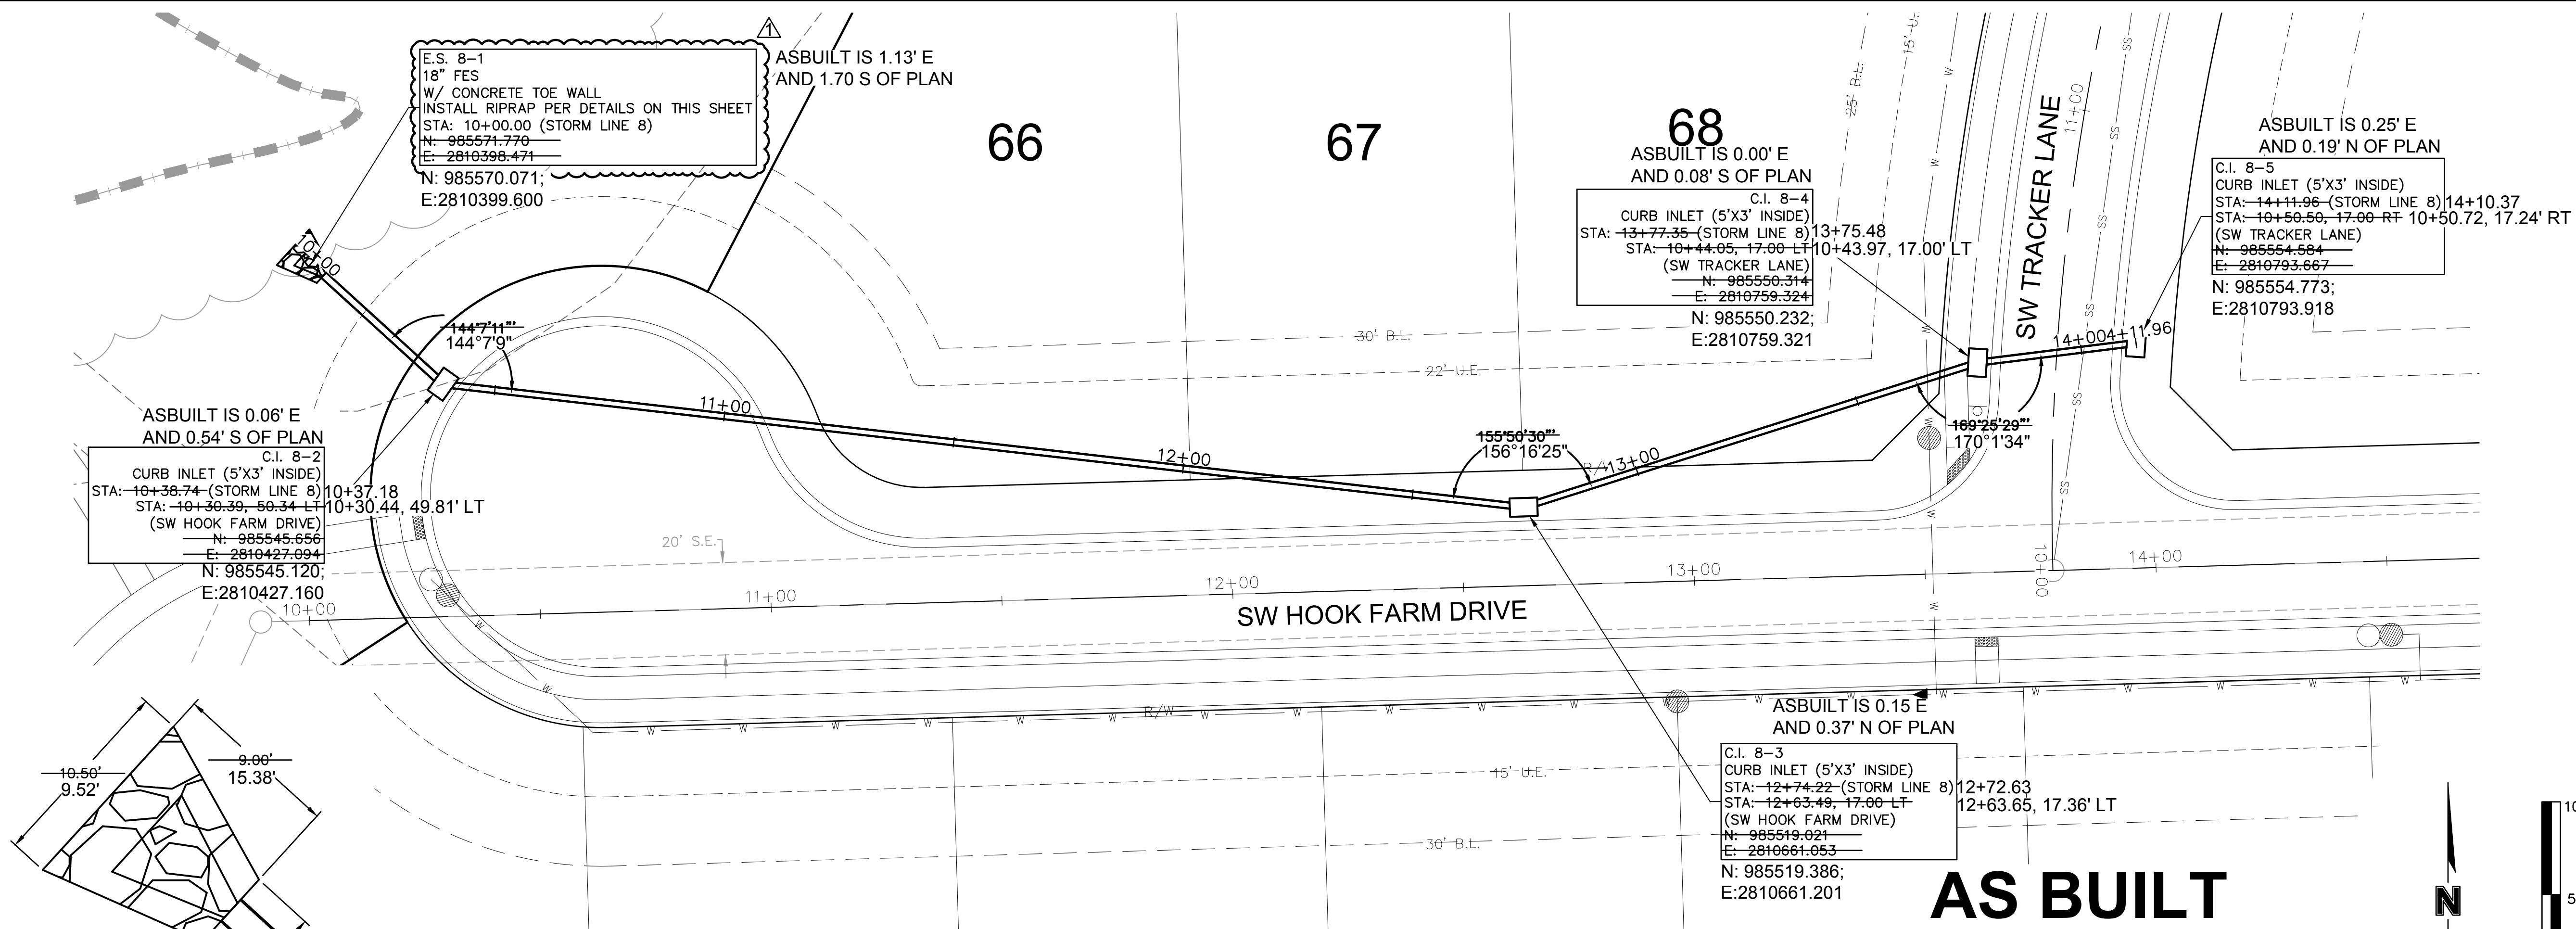 1
E.S. 8-1
18" FES
W/ CONCRETE TOE WALL
INSTALL RIPRAP PER DETAILS ON THIS SHEET
STA: 10+00.00 (STORM LINE 8)
N: 985571.770
E: 2810398.471
N: 985570.071;
E:2810399.600
ASBUILT IS 1.13' E
AND 1.70 S OF PLAN
66
67
68
25' B.L.
15' U.E.
ASBUILT IS 0.00' E
AND 0.08' S OF PLAN
C.I. 8-4
CURB INLET (5'X3' INSIDE)
STA: 13+77.35 (STORM LINE 8) 13+75.48
STA: 10+44.05, 17.00 LT 10+43.97, 17.00' LT
(SW TRACKER LANE)
N: 985550.314
E: 2810759.324
N: 985550.232;
E:2810759.321
SW TRACKER LANE
11+00
ASBUILT IS 0.25' E
AND 0.19' N OF PLAN
C.I. 8-5
CURB INLET (5'X3' INSIDE)
STA: 14+11.96 (STORM LINE 8) 14+10.37
STA: 10+50.50, 17.00 RT 10+50.72, 17.24' RT
(SW TRACKER LANE)
N: 985554.584
E: 2810793.667
N: 985554.773;
E:2810793.918
10+00
144°7'11"
144°7'9"
30' B.L.
22' U.E.
14+00
4+11.96
11+00
12+00
155°50'30"
156°16'25"
R/W
13+00
169°25'29"
170°1'34"
ASBUILT IS 0.06' E
AND 0.54' S OF PLAN
C.I. 8-2
CURB INLET (5'X3' INSIDE)
STA: 10+38.74 (STORM LINE 8) 10+37.18
STA: 10+30.39, 50.34 LT 10+30.44, 49.81' LT
(SW HOOK FARM DRIVE)
N: 985545.656
E: 2810427.094
N: 985545.120;
E:2810427.160
20' S.E.
10+00
11+00
12+00
13+00
14+00
10+00
SW HOOK FARM DRIVE
W
SS
R/W
ASBUILT IS 0.15 E
AND 0.37' N OF PLAN
C.I. 8-3
CURB INLET (5'X3' INSIDE)
STA: 12+74.22 (STORM LINE 8) 12+72.63
STA: 12+63.49, 17.00 LT 12+63.65, 17.36' LT
(SW HOOK FARM DRIVE)
N: 985519.021
E: 2810661.053
N: 985519.386;
E:2810661.201
15' U.E.
30' B.L.
10.50'
9.52'
9.00'
15.38'
AS BUILT
N